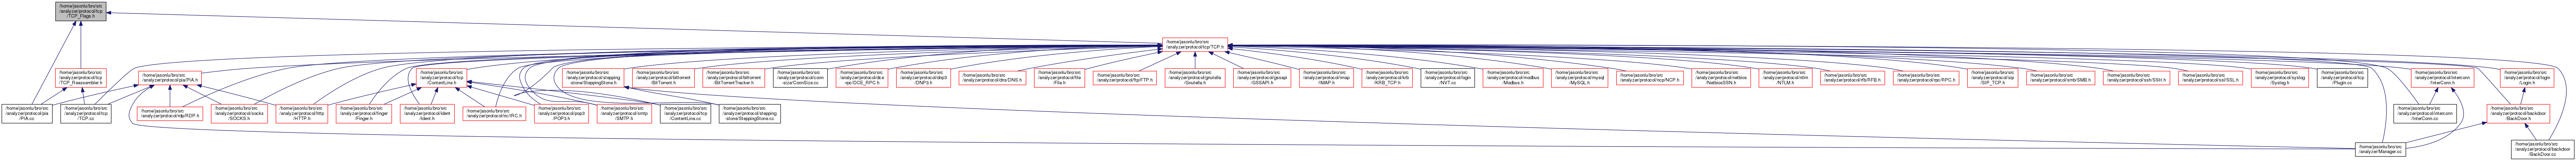 /home/jasonlu/bro/src
/analyzer/protocol/tcp
/TCP_Flags.h
/home/jasonlu/bro/src
/analyzer/protocol/tcp/TCP.h
/home/jasonlu/bro/src
/analyzer/protocol/tcp
/TCP_Reassembler.h
/home/jasonlu/bro/src
/analyzer/protocol/pia/PIA.h
/home/jasonlu/bro/src
/analyzer/protocol/tcp
/ContentLine.h
/home/jasonlu/bro/src
/analyzer/protocol/stepping
-stone/SteppingStone.h
/home/jasonlu/bro/src
/analyzer/protocol/bittorrent
/BitTorrent.h
/home/jasonlu/bro/src
/analyzer/protocol/bittorrent
/BitTorrentTracker.h
/home/jasonlu/bro/src
/analyzer/protocol/conn
-size/ConnSize.cc
/home/jasonlu/bro/src
/analyzer/protocol/dce
-rpc/DCE_RPC.h
/home/jasonlu/bro/src
/analyzer/protocol/dnp3
/DNP3.h
/home/jasonlu/bro/src
/analyzer/protocol/dns/DNS.h
/home/jasonlu/bro/src
/analyzer/protocol/file
/File.h
/home/jasonlu/bro/src
/analyzer/protocol/ftp/FTP.h
/home/jasonlu/bro/src
/analyzer/protocol/gnutella
/Gnutella.h
/home/jasonlu/bro/src
/analyzer/protocol/gssapi
/GSSAPI.h
/home/jasonlu/bro/src
/analyzer/protocol/imap
/IMAP.h
/home/jasonlu/bro/src
/analyzer/protocol/krb
/KRB_TCP.h
/home/jasonlu/bro/src
/analyzer/protocol/login
/NVT.cc
/home/jasonlu/bro/src
/analyzer/protocol/modbus
/Modbus.h
/home/jasonlu/bro/src
/analyzer/protocol/mysql
/MySQL.h
/home/jasonlu/bro/src
/analyzer/protocol/ncp/NCP.h
/home/jasonlu/bro/src
/analyzer/protocol/netbios
/NetbiosSSN.h
/home/jasonlu/bro/src
/analyzer/protocol/ntlm
/NTLM.h
/home/jasonlu/bro/src
/analyzer/protocol/rfb/RFB.h
/home/jasonlu/bro/src
/analyzer/protocol/rpc/RPC.h
/home/jasonlu/bro/src
/analyzer/protocol/sip
/SIP_TCP.h
/home/jasonlu/bro/src
/analyzer/protocol/smb/SMB.h
/home/jasonlu/bro/src
/analyzer/protocol/ssh/SSH.h
/home/jasonlu/bro/src
/analyzer/protocol/ssl/SSL.h
/home/jasonlu/bro/src
/analyzer/protocol/syslog
/Syslog.h
/home/jasonlu/bro/src
/analyzer/protocol/tcp
/Plugin.cc
/home/jasonlu/bro/src
/analyzer/protocol/interconn
/InterConn.h
/home/jasonlu/bro/src
/analyzer/protocol/login
/Login.h
/home/jasonlu/bro/src
/analyzer/protocol/pia
/PIA.cc
/home/jasonlu/bro/src
/analyzer/protocol/tcp
/TCP.cc
/home/jasonlu/bro/src
/analyzer/protocol/rdp/RDP.h
/home/jasonlu/bro/src
/analyzer/protocol/socks
/SOCKS.h
/home/jasonlu/bro/src
/analyzer/protocol/http
/HTTP.h
/home/jasonlu/bro/src
/analyzer/protocol/finger
/Finger.h
/home/jasonlu/bro/src
/analyzer/protocol/ident
/Ident.h
/home/jasonlu/bro/src
/analyzer/protocol/irc/IRC.h
/home/jasonlu/bro/src
/analyzer/protocol/pop3
/POP3.h
/home/jasonlu/bro/src
/analyzer/protocol/smtp
/SMTP.h
/home/jasonlu/bro/src
/analyzer/protocol/tcp
/ContentLine.cc
/home/jasonlu/bro/src
/analyzer/protocol/stepping
-stone/SteppingStone.cc
/home/jasonlu/bro/src
/analyzer/protocol/interconn
/InterConn.cc
/home/jasonlu/bro/src
/analyzer/protocol/backdoor
/BackDoor.h
/home/jasonlu/bro/src
/analyzer/Manager.cc
/home/jasonlu/bro/src
/analyzer/protocol/backdoor
/BackDoor.cc